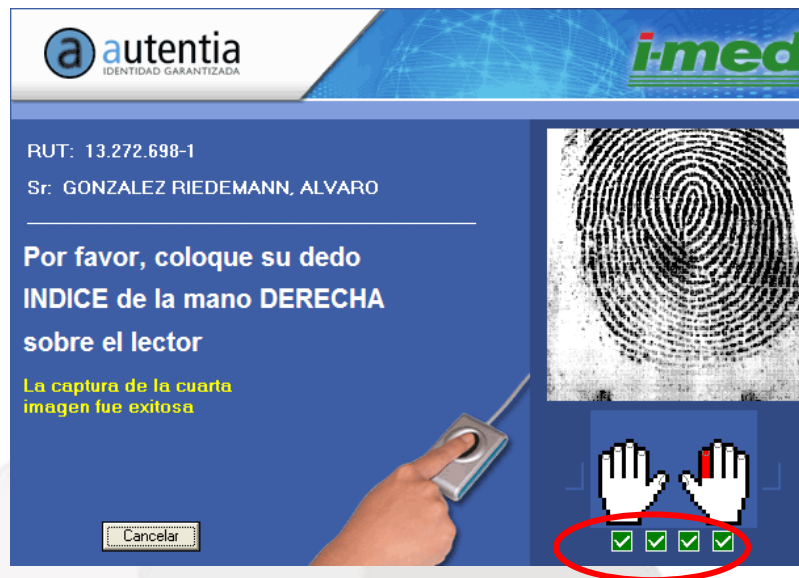 a autentia
IDENTIDAD GARANTIZADA
i-med
RUT: 13.272.698-1
Sr: GONZALEZ RIEDEMANN, ALVARO
Por favor, coloque su dedo
INDICE de la mano DERECHA
sobre el lector
La captura de la cuarta
imagen fue exitosa
Cancelar